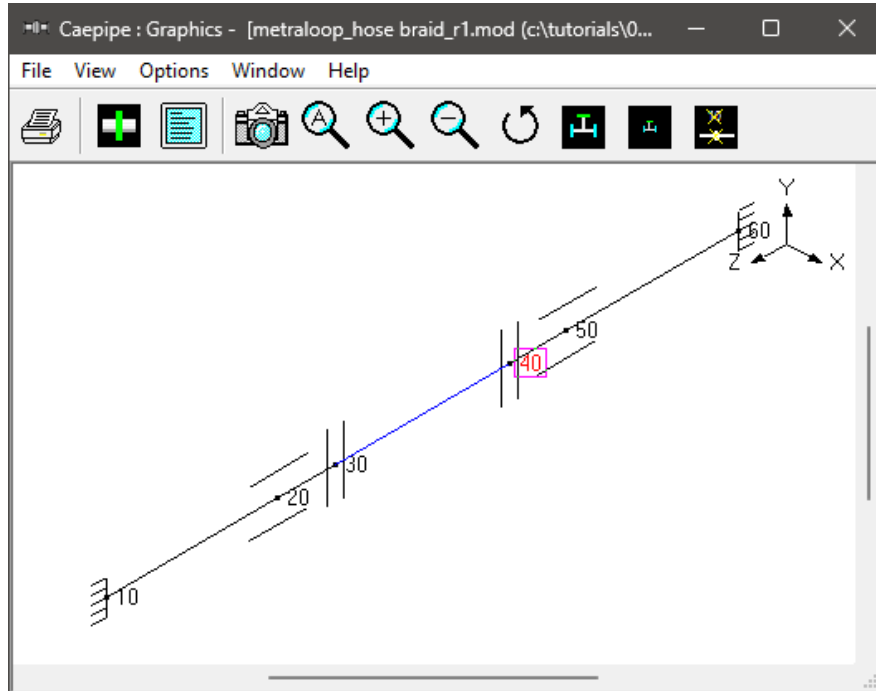 Caepipe : Graphics - [metraloop_hose braid_r1.mod (c:\tutorials\0...
File View Options Window Help
A
Y
60
Z X
50
40
30
20
10